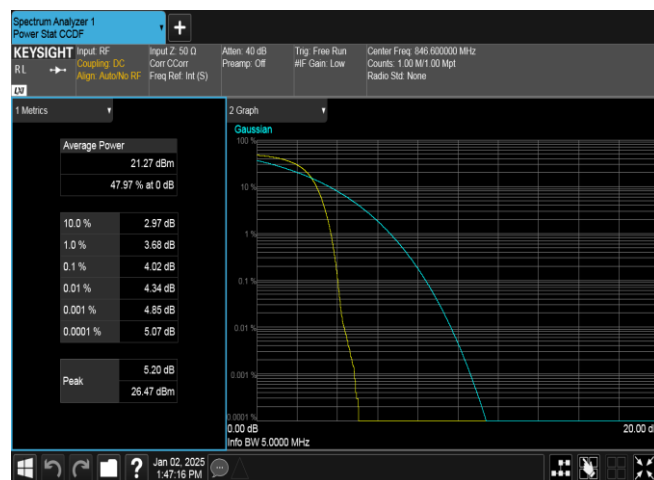 Spectrum Analyzer 1
Power Stat CCDF
+
KEYSIGHT
RL
LXI
Input: RF
Coupling: DC
Align: Auto/No RF
Input Z: 50 Ω
Corr CCorr
Freq Ref: Int (S)
Atten: 40 dB
Preamp: Off
Trig: Free Run
#IF Gain: Low
Center Freq: 846.600000 MHz
Counts: 1.00 M/1.00 Mpt
Radio Std: None
1 Metrics
Average Power
21.27 dBm
47.97 % at 0 dB
10.0 % 2.97 dB
1.0 % 3.68 dB
0.1 % 4.02 dB
0.01 % 4.34 dB
0.001 % 4.85 dB
0.0001 % 5.07 dB
Peak
5.20 dB
26.47 dBm
2 Graph
Gaussian
100 %
10 %
1 %
0.1 %
0.01 %
0.001 %
0.0001 %
0.00 dB
20.00 d
Info BW 5.0000 MHz
?
Jan 02, 2025
1:47:16 PM